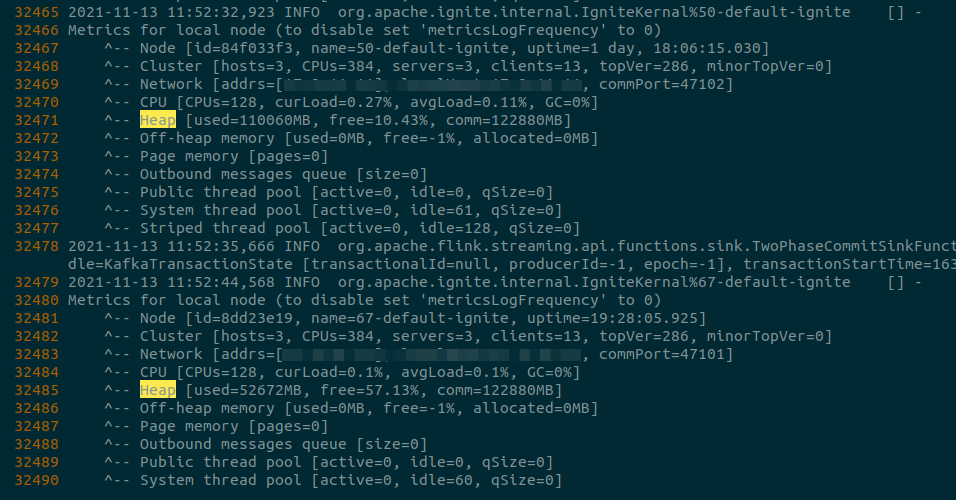 32465 2021-11-13 11:52:32,923 INFO  org.apache.ignite.internal.IgniteKernal%50-default-ignite    [] -
32466 Metrics for local node (to disable set 'metricsLogFrequency' to 0)
32467     ^-- Node [id=84f033f3, name=50-default-ignite, uptime=1 day, 18:06:15.030]
32468     ^-- Cluster [hosts=3, CPUs=384, servers=3, clients=13, topVer=286, minorTopVer=0]
32469     ^-- Network [addrs=[, commPort=47102]
32470     ^-- CPU [CPUs=128, curLoad=0.27%, avgLoad=0.11%, GC=0%]
32471     ^-- Heap [used=110060MB, free=10.43%, comm=122880MB]
32472     ^-- Off-heap memory [used=0MB, free=-1%, allocated=0MB]
32473     ^-- Page memory [pages=0]
32474     ^-- Outbound messages queue [size=0]
32475     ^-- Public thread pool [active=0, idle=0, qSize=0]
32476     ^-- System thread pool [active=0, idle=61, qSize=0]
32477     ^-- Striped thread pool [active=0, idle=128, qSize=0]
32478 2021-11-13 11:52:35,666 INFO  org.apache.flink.streaming.api.functions.sink.TwoPhaseCommitSinkFunct
dle=KafkaTransactionState [transactionalId=null, producerId=-1, epoch=-1], transactionStartTime=163
32479 2021-11-13 11:52:44,568 INFO  org.apache.ignite.internal.IgniteKernal%67-default-ignite    [] -
32480 Metrics for local node (to disable set 'metricsLogFrequency' to 0)
32481     ^-- Node [id=8dd23e19, name=67-default-ignite, uptime=19:28:05.925]
32482     ^-- Cluster [hosts=3, CPUs=384, servers=3, clients=13, topVer=286, minorTopVer=0]
32483     ^-- Network [addrs=[, commPort=47101]
32484     ^-- CPU [CPUs=128, curLoad=0.1%, avgLoad=0.1%, GC=0%]
32485     ^-- Heap [used=52672MB, free=57.13%, comm=122880MB]
32486     ^-- Off-heap memory [used=0MB, free=-1%, allocated=0MB]
32487     ^-- Page memory [pages=0]
32488     ^-- Outbound messages queue [size=0]
32489     ^-- Public thread pool [active=0, idle=0, qSize=0]
32490     ^-- System thread pool [active=0, idle=60, qSize=0]